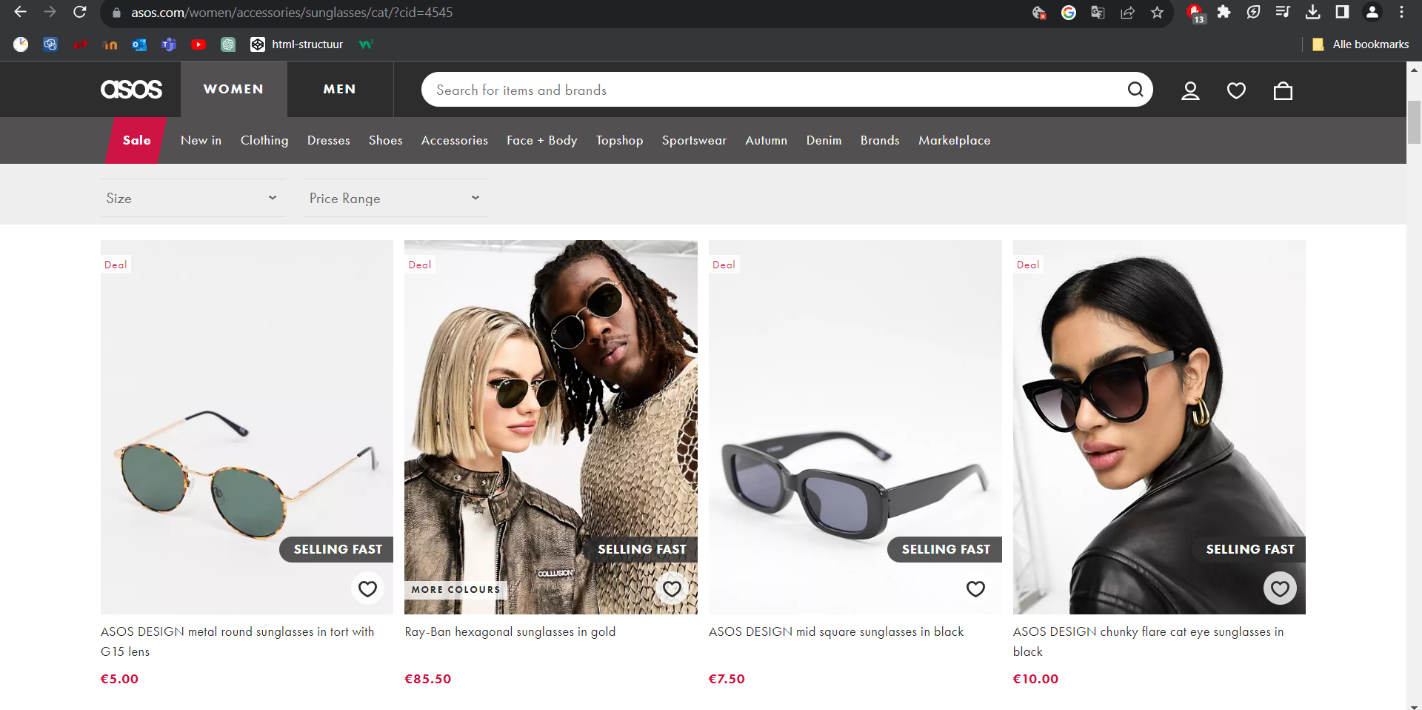 asos.com/women/accessories/sunglasses/cat/?cid=4545
13
html-structuur
Alle bookmarks
asos
WOMEN
MEN
Search for items and brands
Sale
New in
Clothing
Dresses
Shoes
Accessories
Face + Body
Topshop
Sportswear
Autumn
Denim
Brands
Marketplace
Size
Price Range
Deal
Deal
Deal
Deal
SELLING FAST
SELLING FAST
SELLING FAST
SELLING FAST
COLLUSION
MORE COLOURS
ASOS DESIGN metal round sunglasses in tort with
G15 lens
€5.00
Ray-Ban hexagonal sunglasses in gold
€85.50
ASOS DESIGN mid square sunglasses in black
€7.50
ASOS DESIGN chunky flare cat eye sunglasses in
black
€10.00